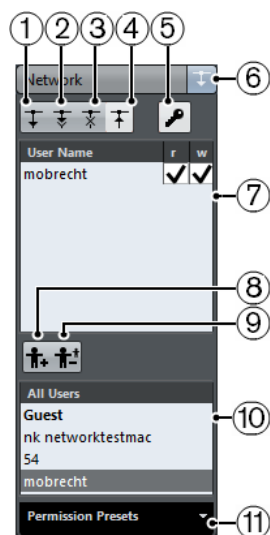 1 2 3 4 5
Network
6
User Name r w
mobrecht
7
8
9
All Users
Guest
nk networktestmac
54
mobrecht
10
Permission Presets
11